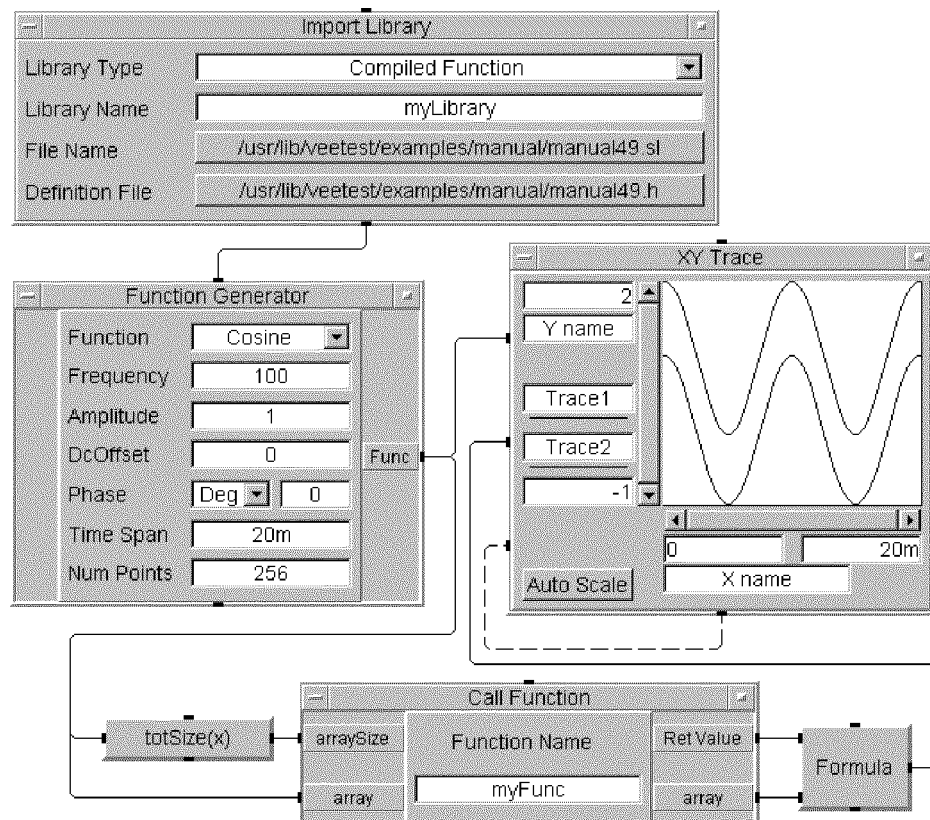 Import Library
Library Type Compiled Function
Library Name myLibrary
File Name /usr/lib/veetest/examples/manual/manual49.sl
Definition File /usr/lib/veetest/examples/manual/manual49.h
Function Generator
Function Cosine
Frequency 100
Amplitude 1
DcOffset 0
Phase Deg 0
Time Span 20m
Num Points 256
Func
XY Trace
2
Y name
Trace1
Trace2
-1
0 20m
Auto Scale X name
Call Function
totSize(x)
arraySize Function Name Ret Value
array myFunc array
Formula